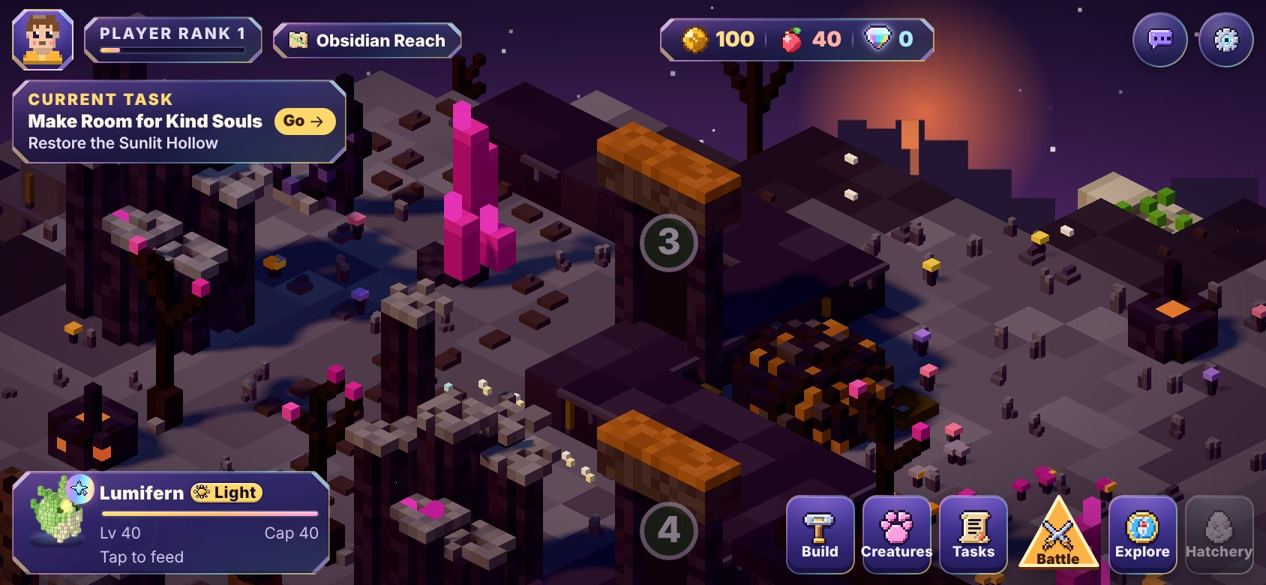 PLAYER RANK 1
Obsidian Reach
100
40
0
CURRENT TASK
Make Room for Kind Souls
Go →
Restore the Sunlit Hollow
3
4
Lumifern
Light
Lv 40
Cap 40
Tap to feed
Build
Creatures
Tasks
Battle
Explore
Hatchery